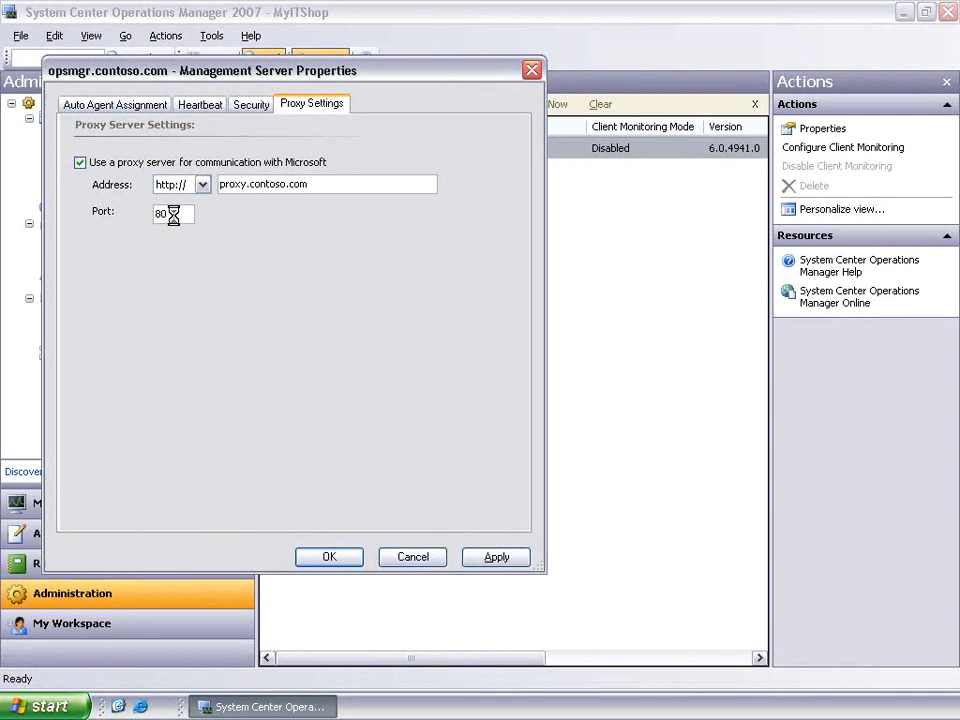 System Center Operations Manager 2007 - MyITShop
File Edit View Go Actions Tools Help
opsmgr.contoso.com - Management Server Properties
Auto Agent Assignment Heartbeat Security Proxy Settings
Proxy Server Settings:
Use a proxy server for communication with Microsoft
Address: http:// proxy.contoso.com
Port: 80
OK Cancel Apply
Now Clear X
Client Monitoring Mode Version
Disabled 6.0.4941.0
Actions
Actions
Properties
Configure Client Monitoring
Disable Client Monitoring
Delete
Personalize view...
Resources
System Center Operations
Manager Help
System Center Operations
Manager Online
Admi
Discove
M
A
R
Administration
My Workspace
Ready
start System Center Opera...